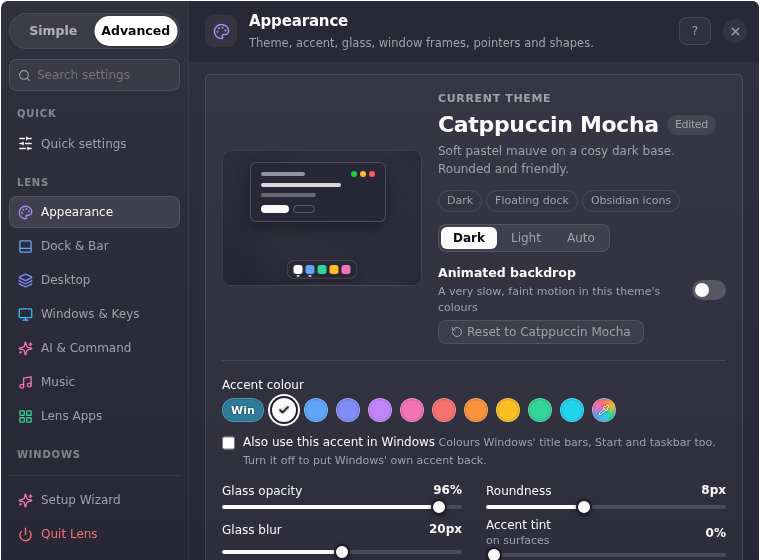 Simple
Advanced
Search settings
QUICK
Quick settings
LENS
Appearance
Dock & Bar
Desktop
Windows & Keys
AI & Command
Music
Lens Apps
WINDOWS
Setup Wizard
Quit Lens
Appearance
Theme, accent, glass, window frames, pointers and shapes.
?
CURRENT THEME
Catppuccin Mocha
Edited
Soft pastel mauve on a cosy dark base.
Rounded and friendly.
Dark
Floating dock
Obsidian icons
Dark
Light
Auto
Animated backdrop
A very slow, faint motion in this theme's
colours
Reset to Catppuccin Mocha
Accent colour
Win
Also use this accent in Windows Colours Windows' title bars, Start and taskbar too.
Turn it off to put Windows' own accent back.
Glass opacity
96%
Roundness
8px
Glass blur
20px
Accent tint
on surfaces
0%